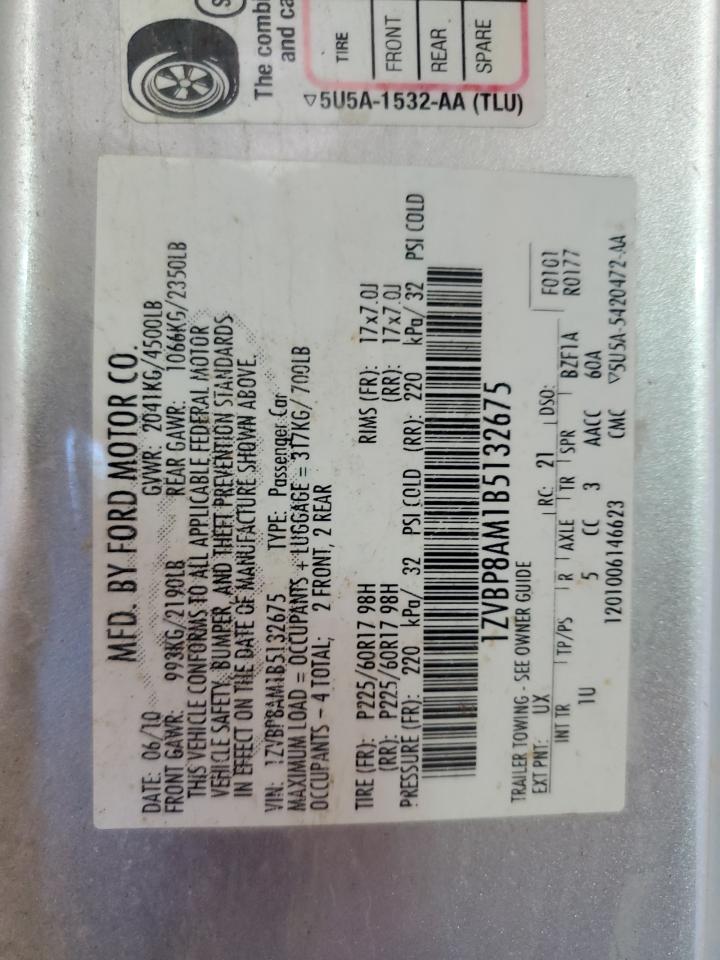 The combi
and ca
TIRE
FRONT
REAR
SPARE
▽5U5A-1532-AA (TLU)
MFD. BY FORD MOTOR CO.
DATE: 06/10 GVWR: 2041KG/4500LB
FRONT GAWR: 993KG/2190LB REAR GAWR: 1066KG/2350LB
THIS VEHICLE CONFORMS TO ALL APPLICABLE FEDERAL MOTOR
VEHICLE SAFETY, BUMPER, AND THEFT PREVENTION STANDARDS
IN EFFECT ON THE DATE OF MANUFACTURE SHOWN ABOVE.
VIN: 1ZVBP8AM1B5132675 TYPE: Passenger Car
MAXIMUM LOAD = OCCUPANTS + LUGGAGE = 317KG/700LB
OCCUPANTS - 4 TOTAL; 2 FRONT, 2 REAR
TIRE (FR): P225/60R17 98H RIMS (FR): 17x7.0J
(RR): P225/60R17 98H (RR): 17x7.0J
PRESSURE (FR): 220 kPa/ 32 PSI COLD (RR): 220 kPa/ 32 PSI COLD
1ZVBP8AM1B5132675
TRAILER TOWING - SEE OWNER GUIDE
EXT PNT: UX RC: 21 DSO: F0101
INT TR TP/PS R AXLE TR SPR BZF1A R0177
1U 5 CC 3 AACC 60A
1201006146623 CMC ▽5U5A-5420472-AA